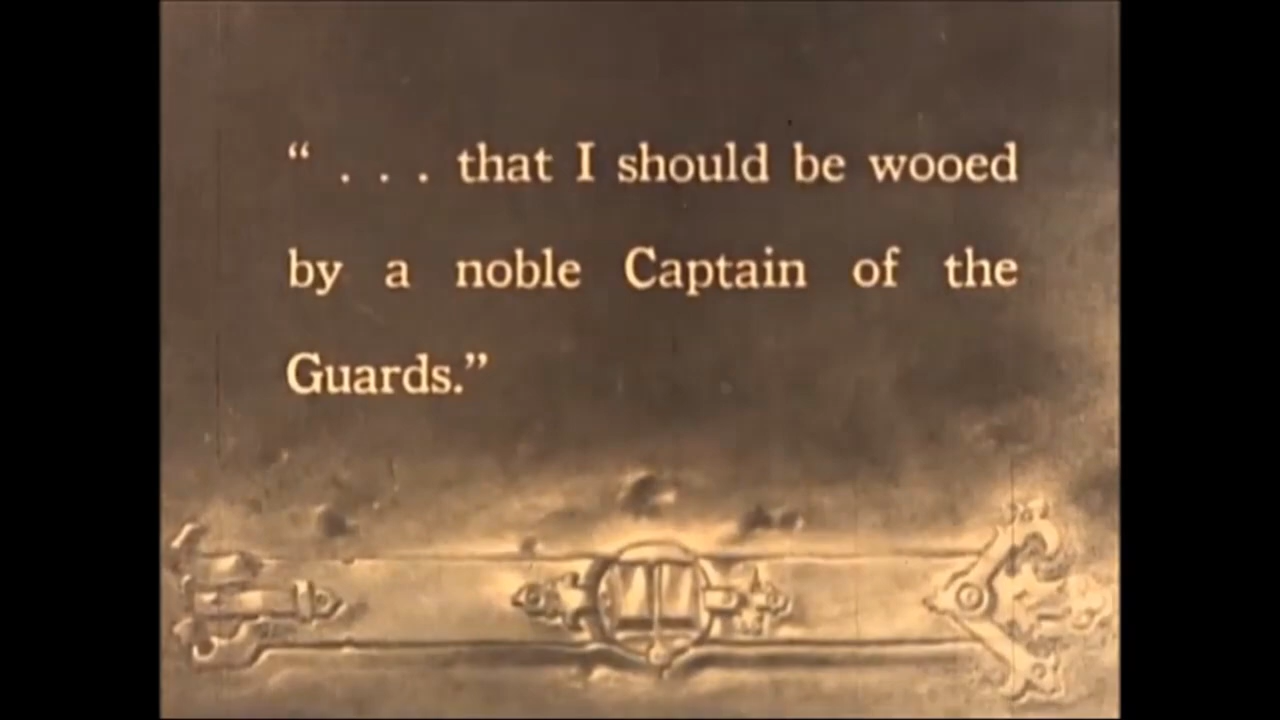 “ . . . that I should be wooed
by a noble Captain of the
Guards.”